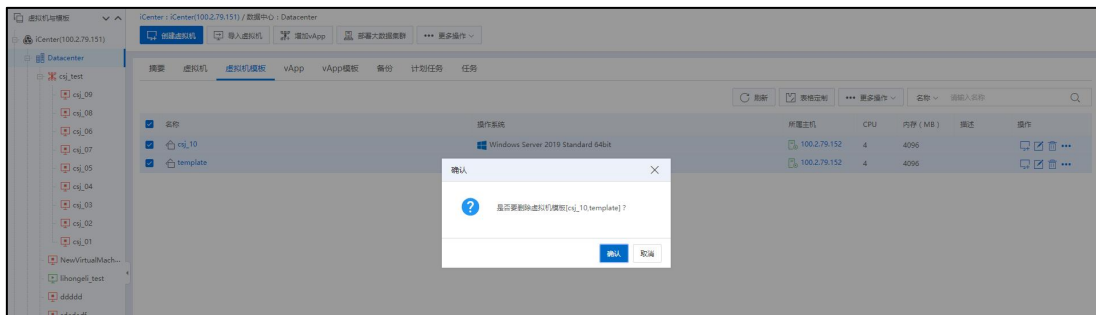 虚拟机与模板
iCenter(100.2.79.151)
Datacenter
csj_test
csj_09
csj_08
csj_06
csj_07
csj_05
csj_04
csj_03
csj_02
csj_01
NewVirtualMach...
lihongeli_test
ddddd
iCenter : iCenter(100.2.79.151) / 数据中心 : Datacenter
创建虚拟机 导入虚拟机 增加vApp 部署大数据集群 ••• 更多操作
摘要 虚拟机 虚拟机模板 vApp vApp模板 备份 计划任务 任务
刷新 表格定制 ••• 更多操作 名称 请输入名称
名称 操作系统 所属主机 CPU 内存 ( MB ) 描述 操作
csj_10 Windows Server 2019 Standard 64bit 100.2.79.152 4 4096
template 100.2.79.152 4 4096
确认
是否要删除虚拟机模板[csj_10,template] ?
确认 取消